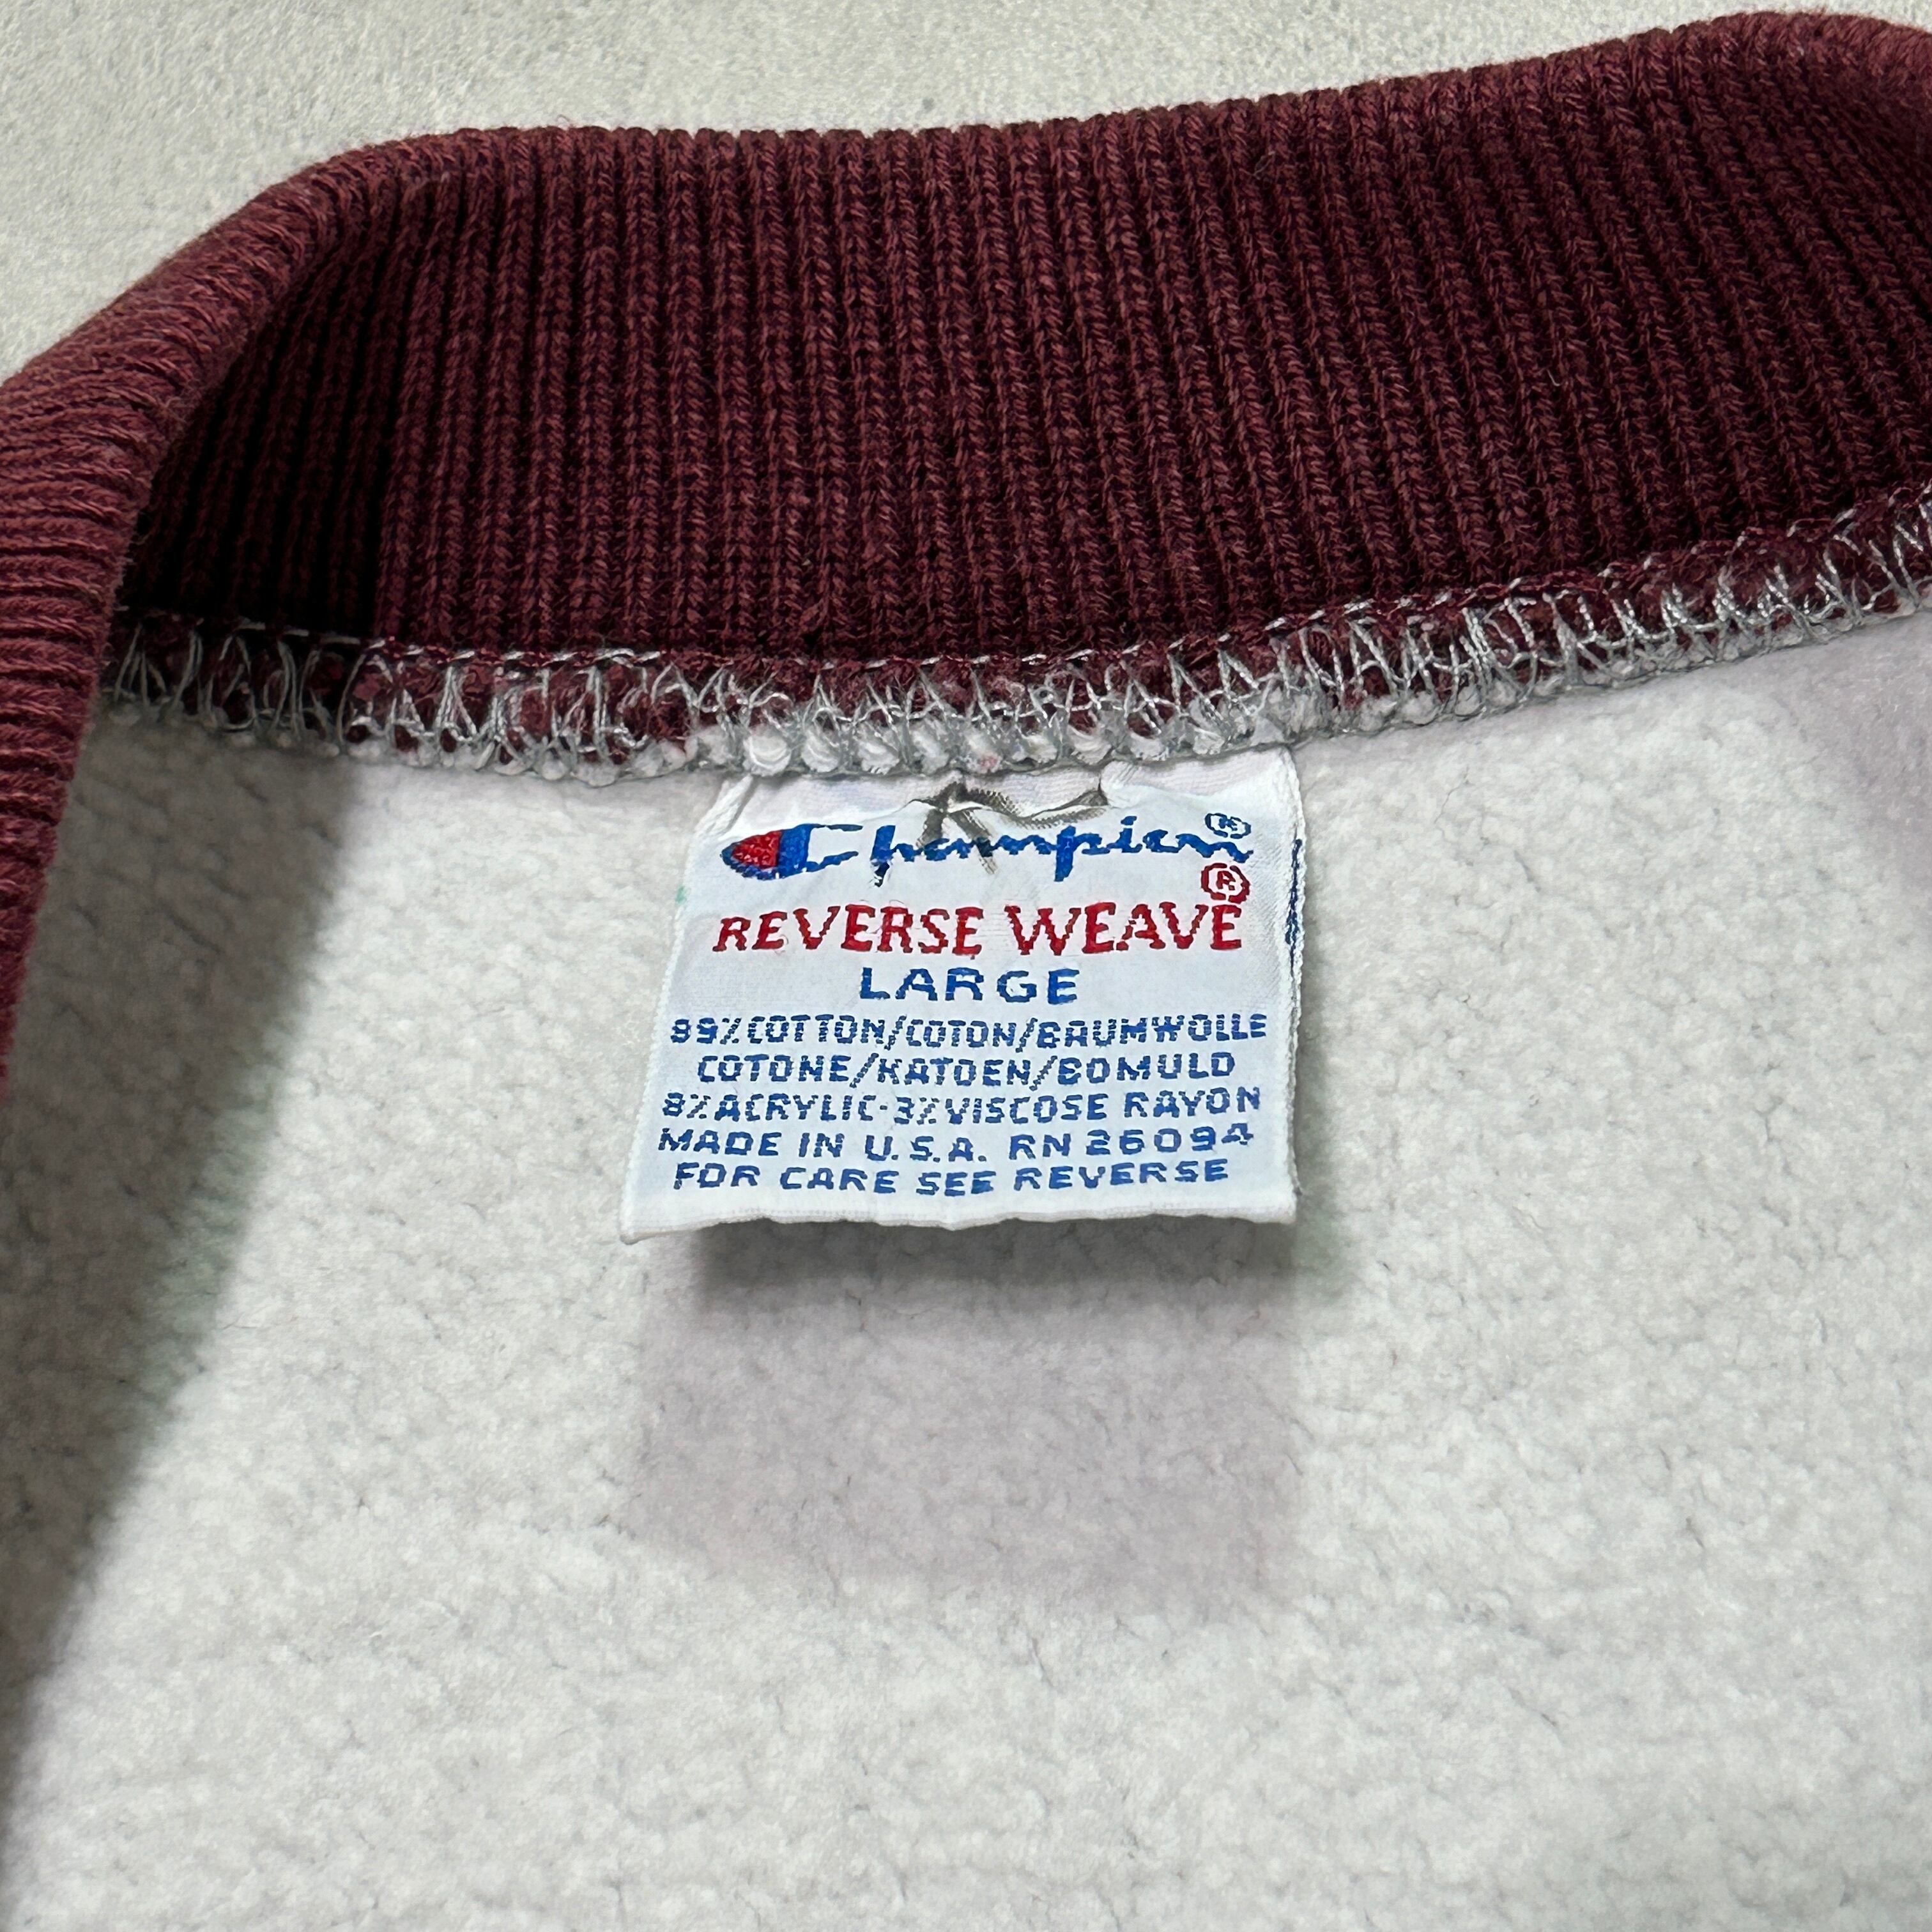 Champion®
REVERSE WEAVE®
LARGE
89% COTTON/COTON/BAUMWOLLE
COTONE/KATOEN/BOMULD
8% ACRYLIC-3% VISCOSE RAYON
MADE IN U.S.A. RN 26094
FOR CARE SEE REVERSE